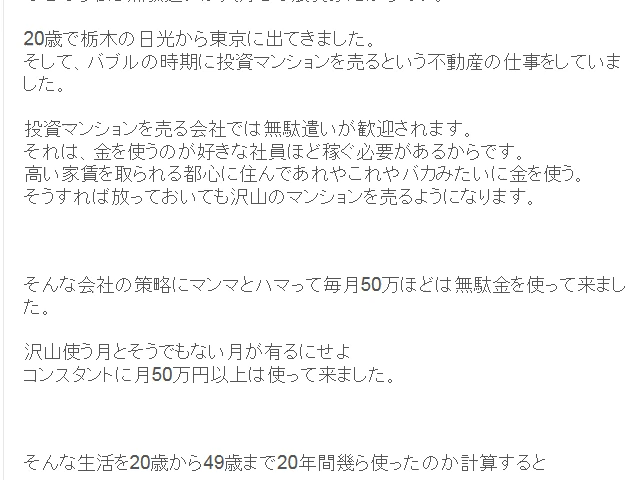 20歳で栃木の日光から東京に出てきました。
そして、バブルの時期に投資マンションを売るという不動産の仕事をしていま
した。
投資マンションを売る会社では無駄遣いが歓迎されます。
それは、金を使うのが好きな社員ほど稼ぐ必要があるからです。
高い家賃を取られる都心に住んであれやこれやバカみたいに金を使う。
そうすれば放っておいても沢山のマンションを売るようになります。
そんな会社の策略にマンマとハマって毎月50万ほどは無駄金を使って来まし
た。
沢山使う月とそうでもない月が有るにせよ
コンスタントに月50万円以上は使って来ました。
そんな生活を20歳から49歳まで20年間幾ら使ったのか計算すると